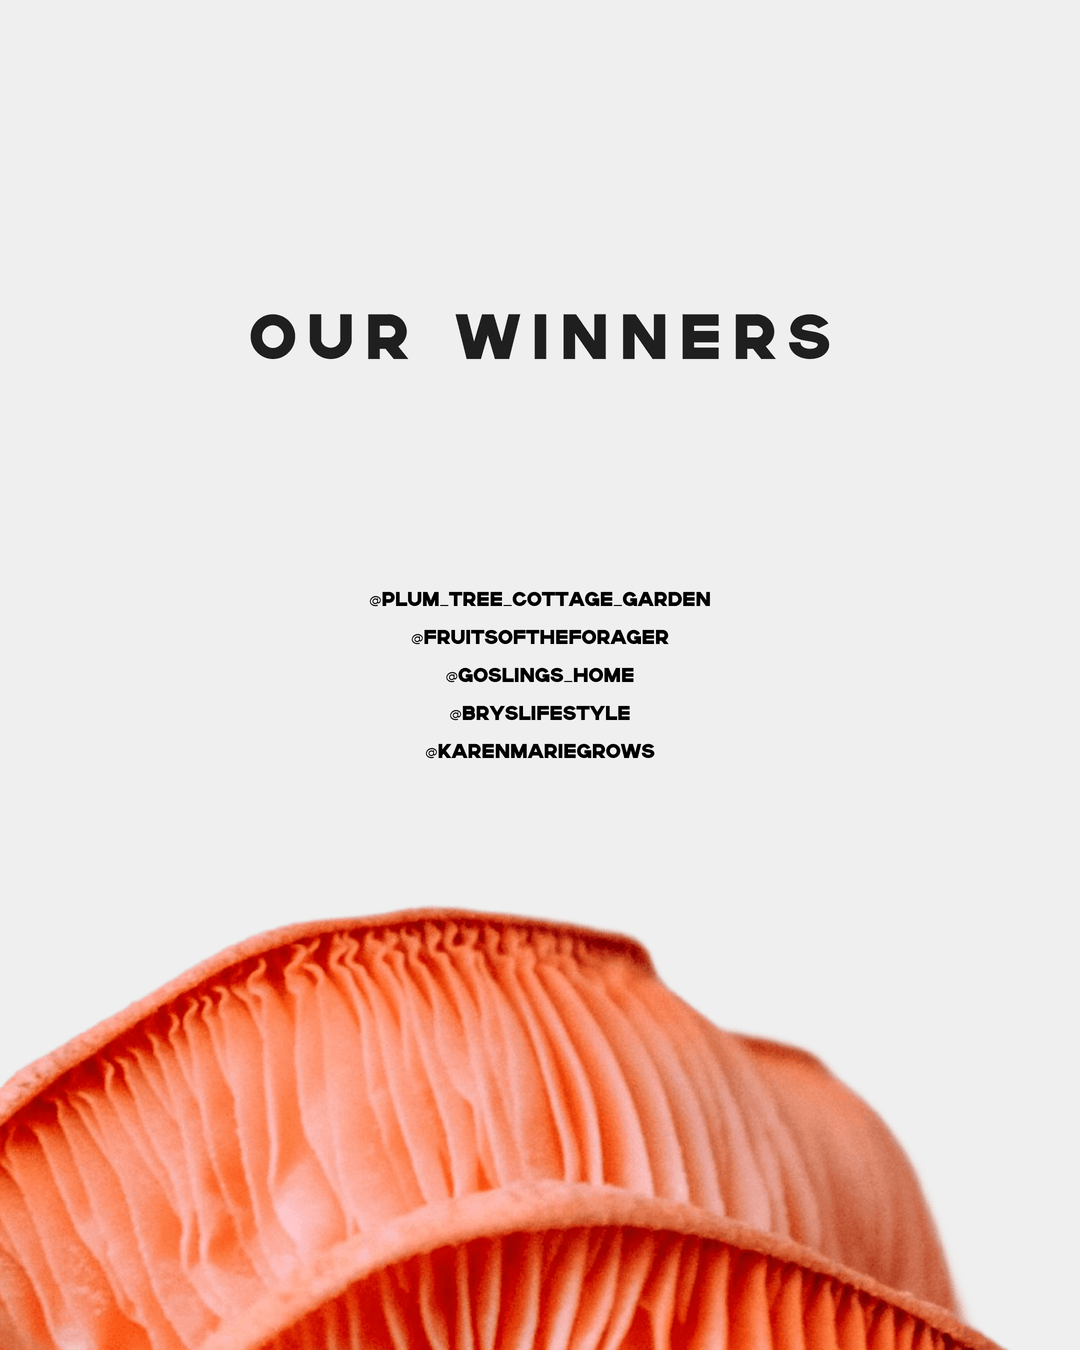 OUR WINNERS
@PLUM_TREE_COTTAGE_GARDEN
@FRUITSOFTHEFORAGER
@GOSLINGS_HOME
@BRYSLIFESTYLE
@KARENMARIEGROWS